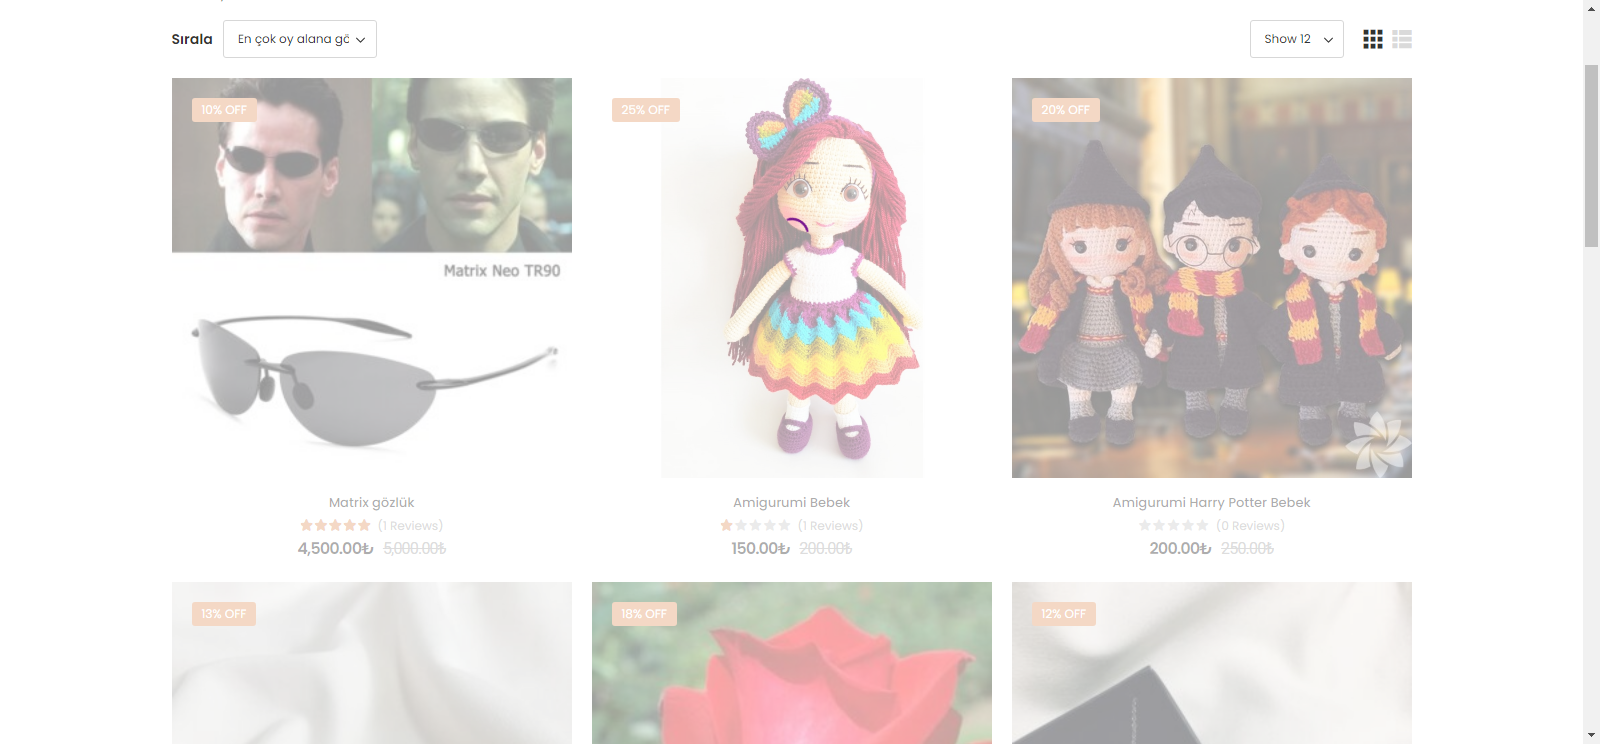 Sırala
En çok oy alana gö
Show 12
10% OFF
25% OFF
20% OFF
Matrix Neo TR90
Matrix gözlük
Amigurumi Bebek
Amigurumi Harry Potter Bebek
(1 Reviews)
(1 Reviews)
(0 Reviews)
4,500.00₺ 5,000.00₺
150.00₺ 200.00₺
200.00₺ 250.00₺
13% OFF
18% OFF
12% OFF